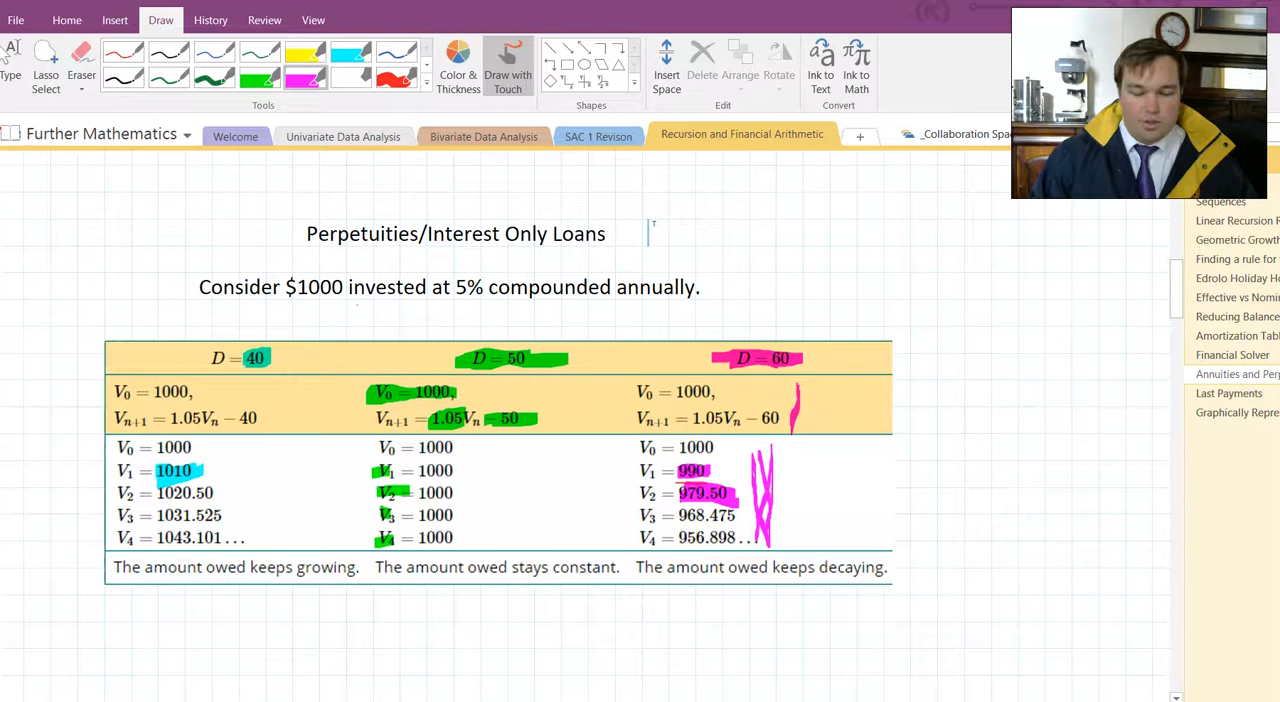 File Home Insert Draw History Review View
Type Lasso Select Eraser Color & Thickness Draw with Touch Insert Space Delete Arrange Rotate Ink to Text Ink to Math
Tools Shapes Edit Convert
Further Mathematics Welcome Univariate Data Analysis Bivariate Data Analysis SAC 1 Revison Recursion and Financial Arithmetic _Collaboration
Sequences
Linear Recursion
Geometric Growth
Finding a rule for
Edrolo Holiday
Effective vs
Reducing Balance
Amortization
Financial Solver
Annuities and
Last Payments
Graphically
Perpetuities/Interest Only Loans
Consider $1000 invested at 5% compounded annually.
D = 40 D = 50 D = 60
V₀ = 1000, V₀ = 1000, V₀ = 1000,
Vₙ₊₁ = 1.05Vₙ − 40 Vₙ₊₁ = 1.05Vₙ − 50 Vₙ₊₁ = 1.05Vₙ − 60
V₀ = 1000 V₀ = 1000 V₀ = 1000
V₁ = 1010 V₁ = 1000 V₁ = 990
V₂ = 1020.50 V₂ = 1000 V₂ = 979.50
V₃ = 1031.525 V₃ = 1000 V₃ = 968.475
V₄ = 1043.101... V₄ = 1000 V₄ = 956.898...
The amount owed keeps growing. The amount owed stays constant. The amount owed keeps decaying.